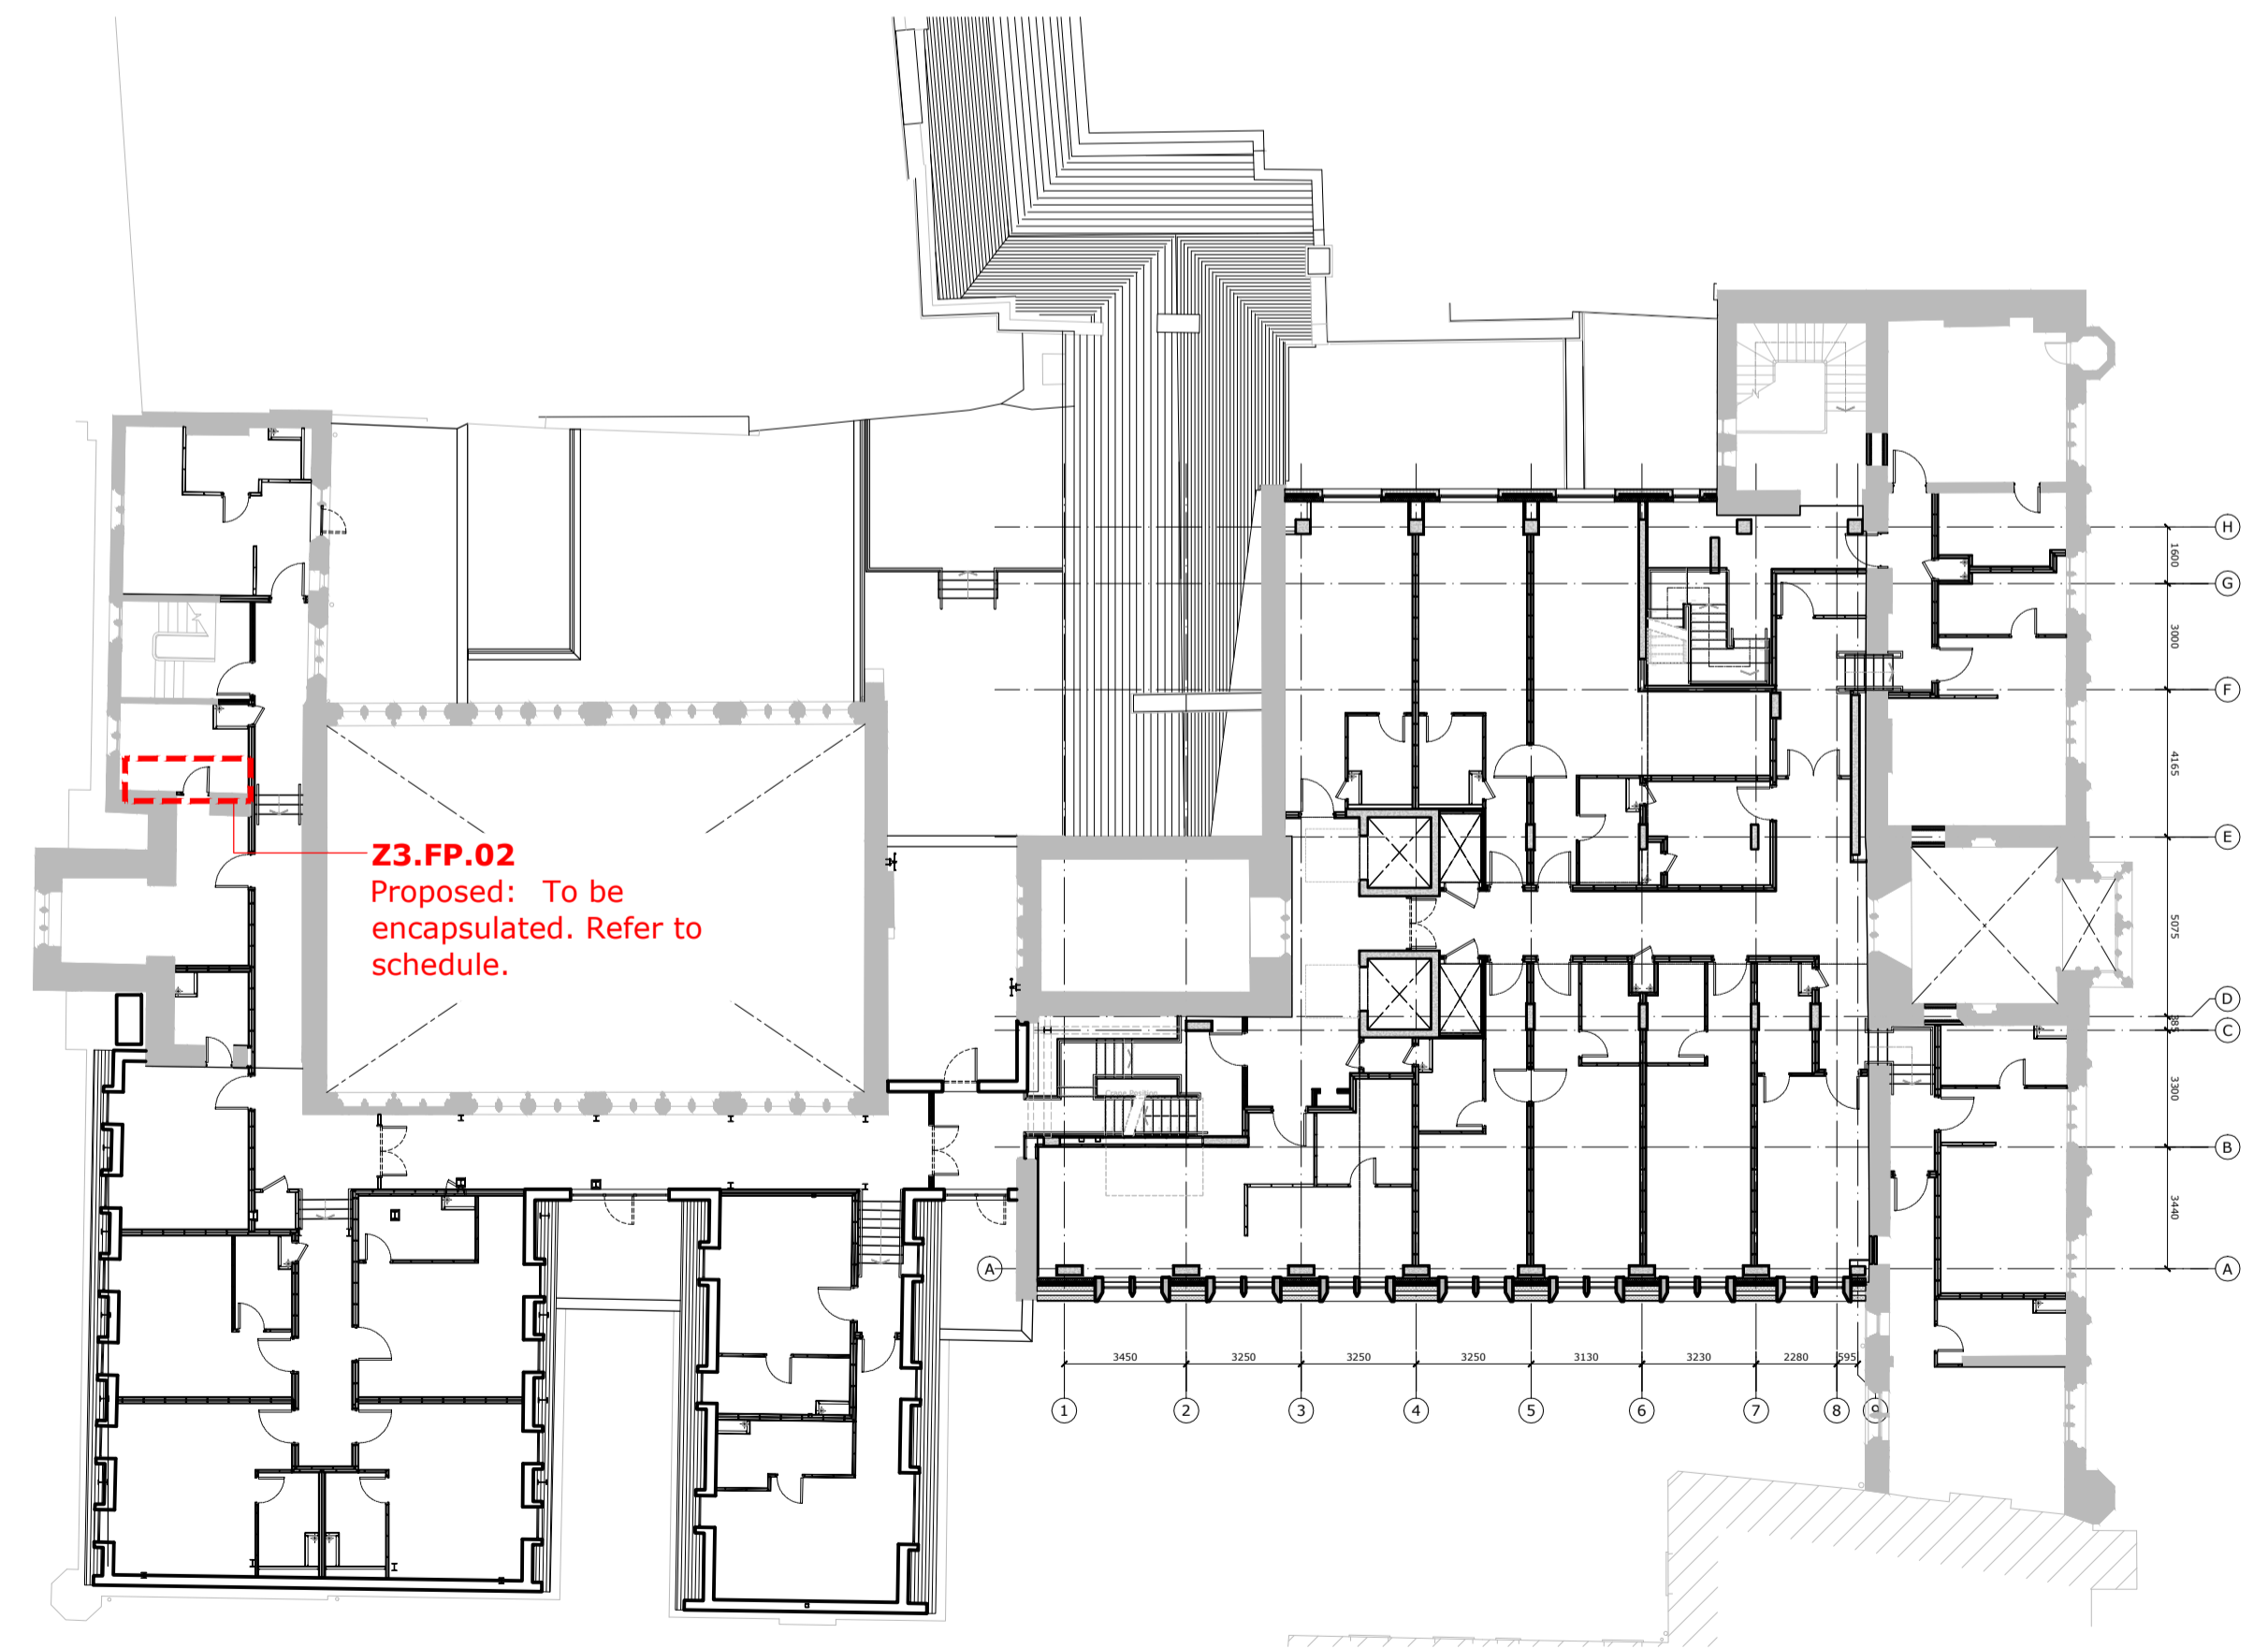 H
1600
G
3000
F
4165
E
Z3.FP.02
Proposed: To be
encapsulated. Refer to
schedule.
5075
D
385
C
3300
B
3440
A
A
3450 3250 3250 3250 3130 3230 2280 595
1 2 3 4 5 6 7 8 9